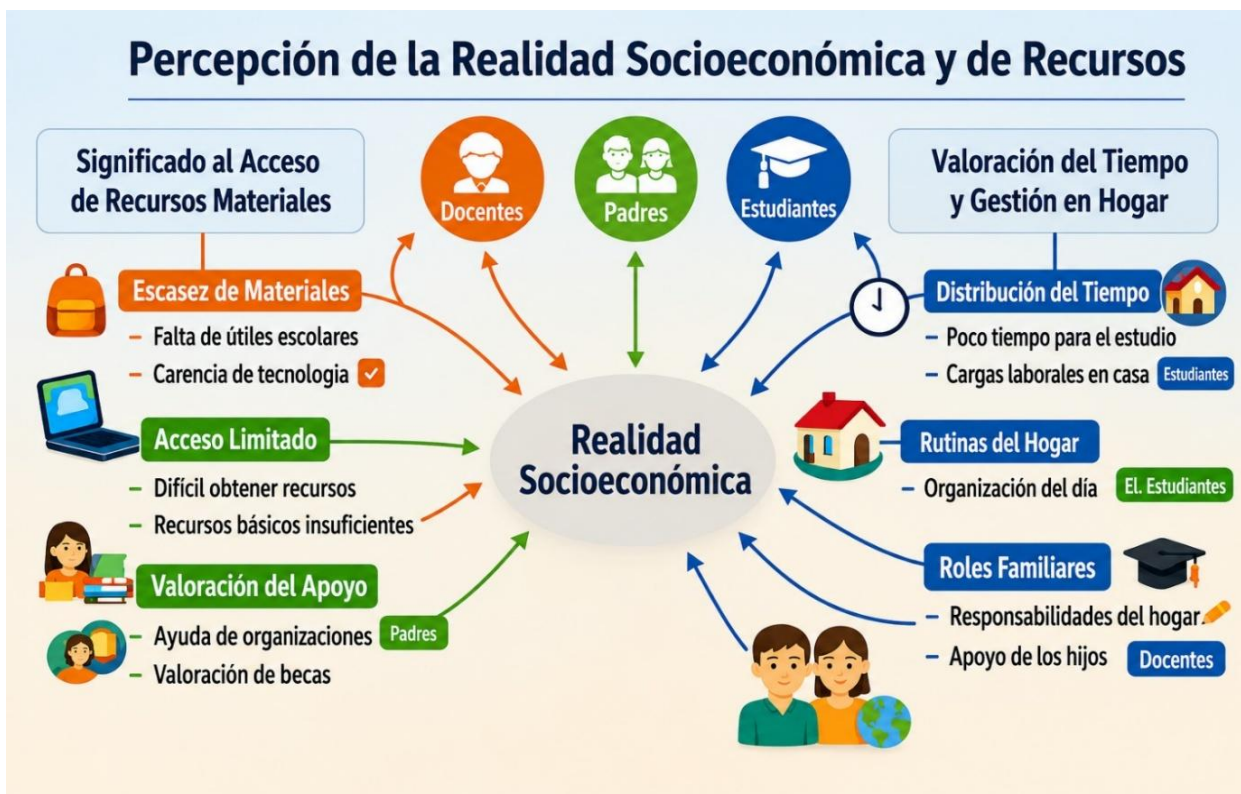 Percepción de la Realidad Socioeconómica y de Recursos
Significado al Acceso
de Recursos Materiales
Docentes
Padres
Estudiantes
Valoración del Tiempo
y Gestión en Hogar
Escasez de Materiales
– Falta de útiles escolares
– Carencia de tecnologia
Acceso Limitado
– Difícil obtener recursos
– Recursos básicos insuficientes
Valoración del Apoyo
– Ayuda de organizaciones Padres
– Valoración de becas
Realidad
Socioeconómica
Distribución del Tiempo
– Poco tiempo para el estudio
– Cargas laborales en casa Estudiantes
Rutinas del Hogar
– Organización del día El. Estudiantes
Roles Familiares
– Responsabilidades del hogar
– Apoyo de los hijos Docentes